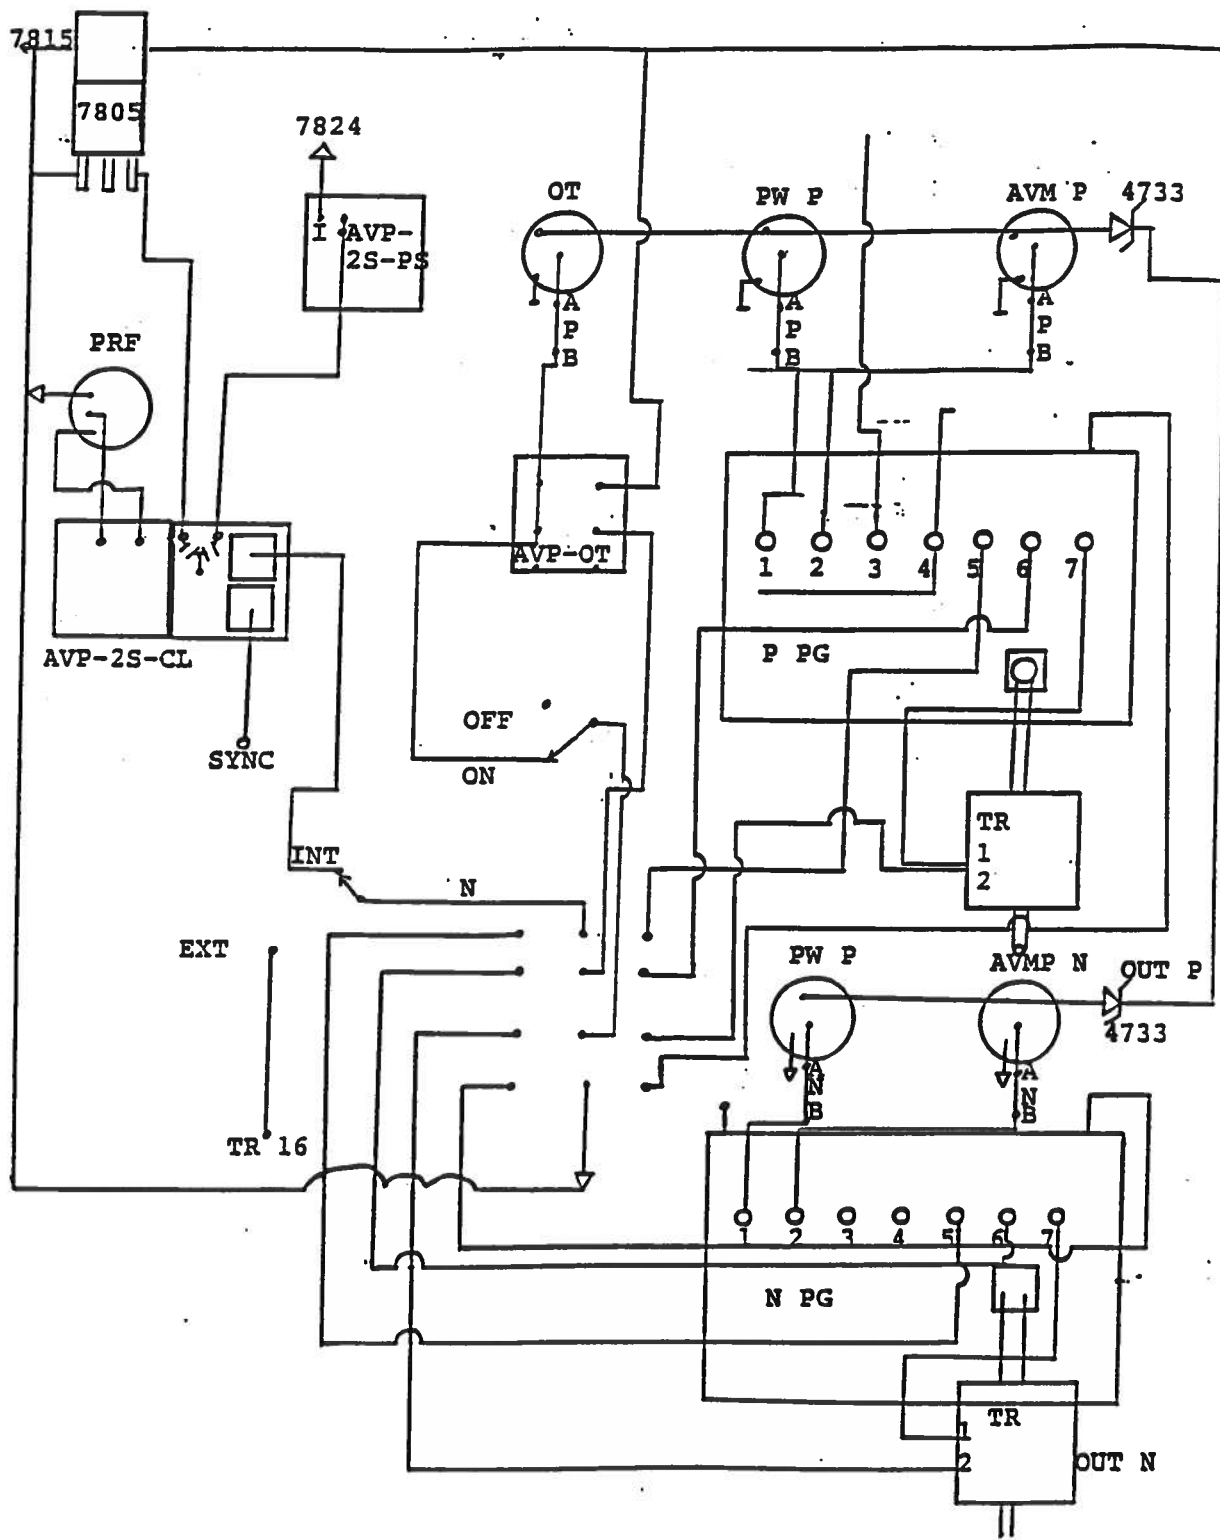 7815
7805
7824
I AVP-
2S-PS
OT
PW P
AVM P
4733
A
P
B
A
P
B
A
P
B
PRF
AVP-OT
1 2 3 4 5 6 7
P PG
AVP-2S-CL
SYNC
OFF
ON
TR
1
2
INT
N
EXT
TR 16
PW P
AVMP N
OUT P
4733
A
N
B
A
N
B
1 2 3 4 5 6 7
N PG
TR
1
2
OUT N